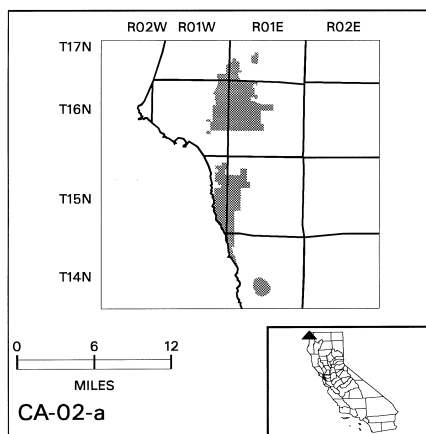 R02W R01W R01E R02E
T17N
T16N
T15N
T14N
0 6 12
MILES
CA-02-a